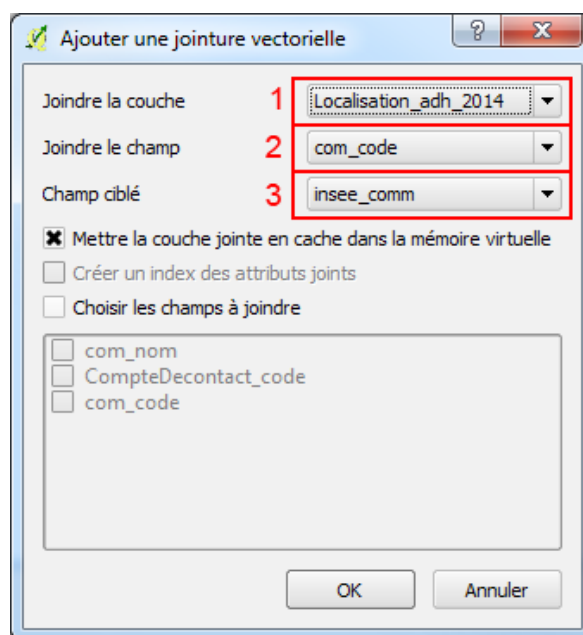 Ajouter une jointure vectorielle
Joindre la couche 1 Localisation_adh_2014
Joindre le champ 2 com_code
Champ ciblé 3 insee_comm
Mettre la couche jointe en cache dans la mémoire virtuelle
Créer un index des attributs joints
Choisir les champs à joindre
com_nom
CompteDecontact_code
com_code
OK Annuler